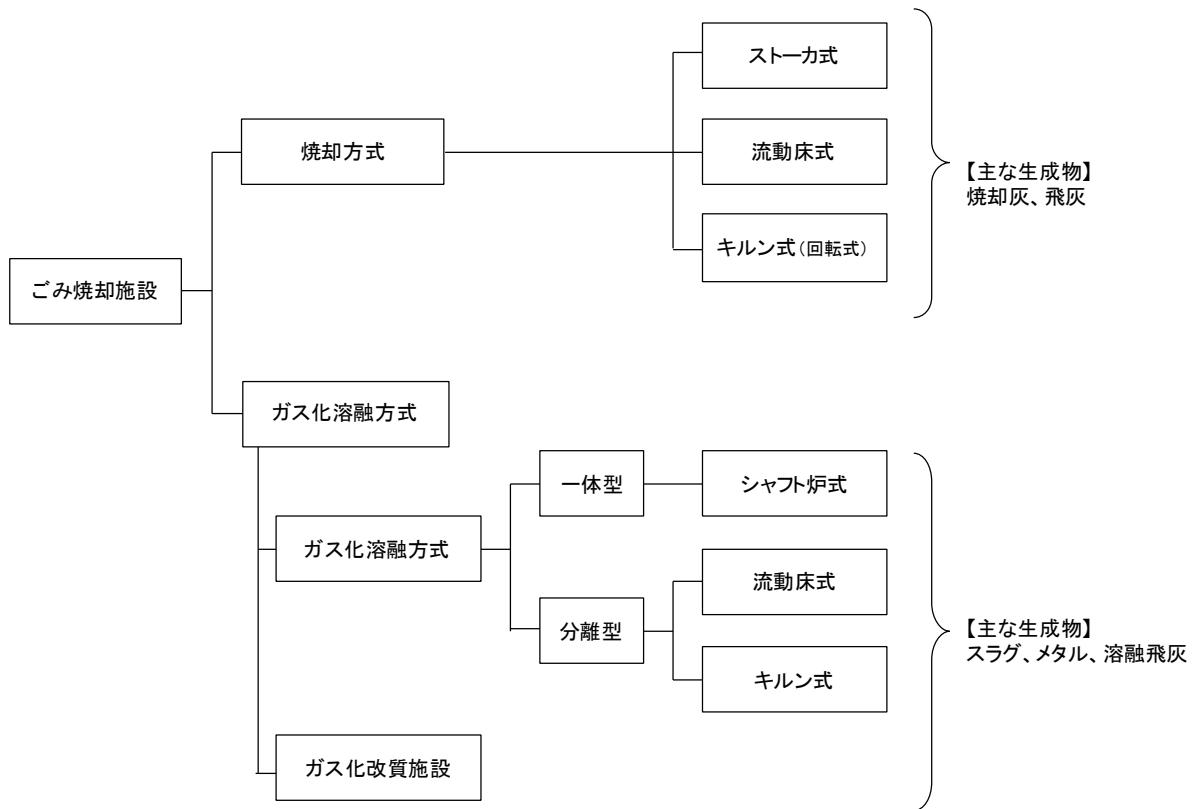 ストーカ式
焼却方式
流動床式
【主な生成物】
焼却灰、飛灰
キルン式（回転式）
ごみ焼却施設
ガス化溶融方式
一体型
シャフト炉式
ガス化溶融方式
流動床式
分離型
【主な生成物】
スラグ、メタル、溶融飛灰
キルン式
ガス化改質施設